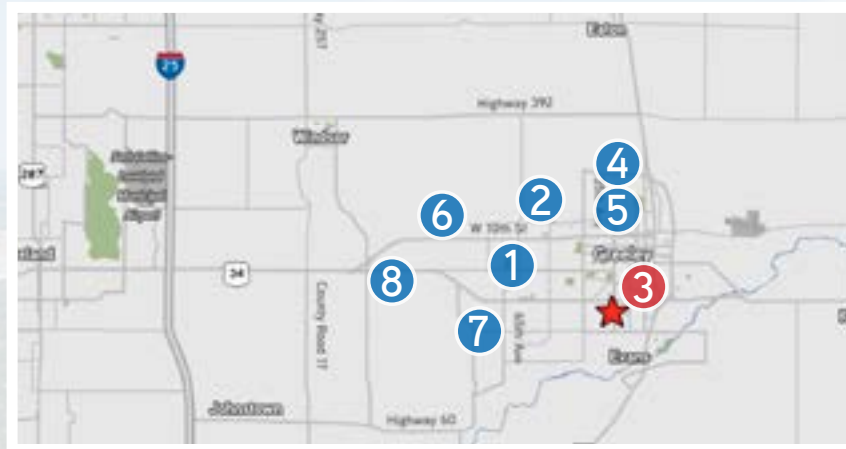 Eaton
25
Highway 392
Windsor
4
2
5
6
W 10th St
Greeley
1
34
8
3
County Road 17
65th Ave
7
Evans
Johnstown
Highway 60